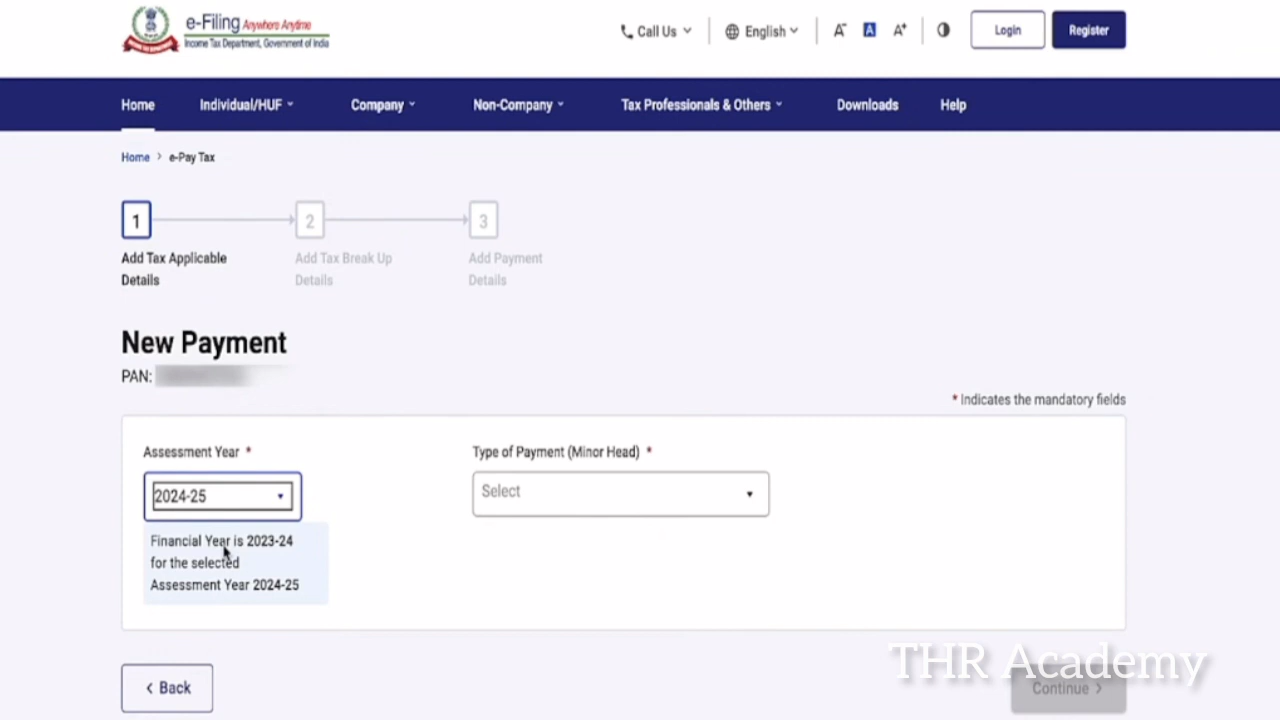 e-Filing Anywhere Anytime
Income Tax Department, Government of India
Call Us
English
A-
A
A+
Login
Register
Home
Individual/HUF
Company
Non-Company
Tax Professionals & Others
Downloads
Help
Home > e-Pay Tax
1
2
3
Add Tax Applicable
Details
Add Tax Break Up
Details
Add Payment
Details
New Payment
PAN:
* Indicates the mandatory fields
Assessment Year *
Type of Payment (Minor Head) *
2024-25
Select
Financial Year is 2023-24
for the selected
Assessment Year 2024-25
THR Academy
< Back
Continue >